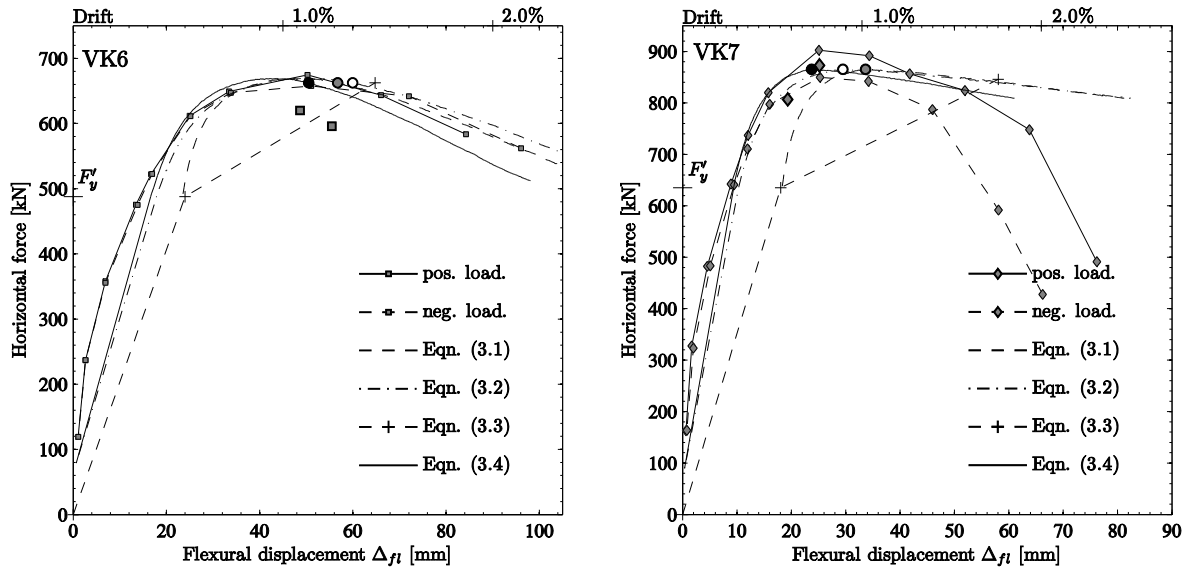 Drift 1.0% 2.0%
VK6
700
600
500
400
300
200
100
0
F′y
Horizontal force [kN]
pos. load.
neg. load.
Eqn. (3.1)
Eqn. (3.2)
Eqn. (3.3)
Eqn. (3.4)
0 20 40 60 80 100
Flexural displacement Δfl [mm]
Drift 1.0% 2.0%
VK7
900
800
700
600
500
400
300
200
100
0
F′y
Horizontal force [kN]
pos. load.
neg. load.
Eqn. (3.1)
Eqn. (3.2)
Eqn. (3.3)
Eqn. (3.4)
0 10 20 30 40 50 60 70 80 90
Flexural displacement Δfl [mm]